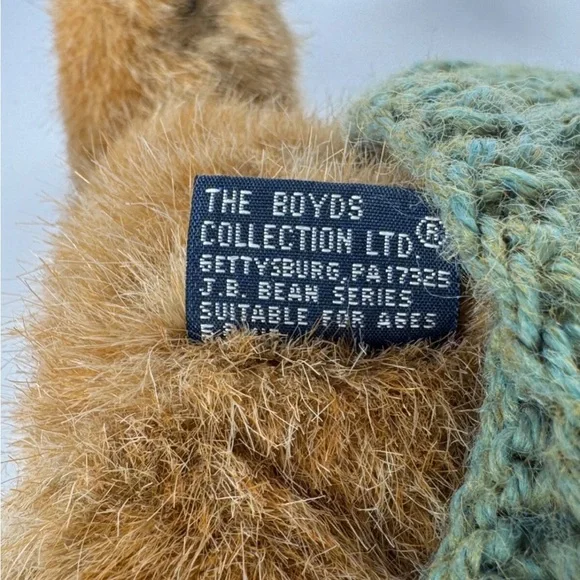 THE BOYDS
COLLECTION LTD®
GETTYSBURG, PA 17325
J.B. BEAN SERIES
SUITABLE FOR AGES